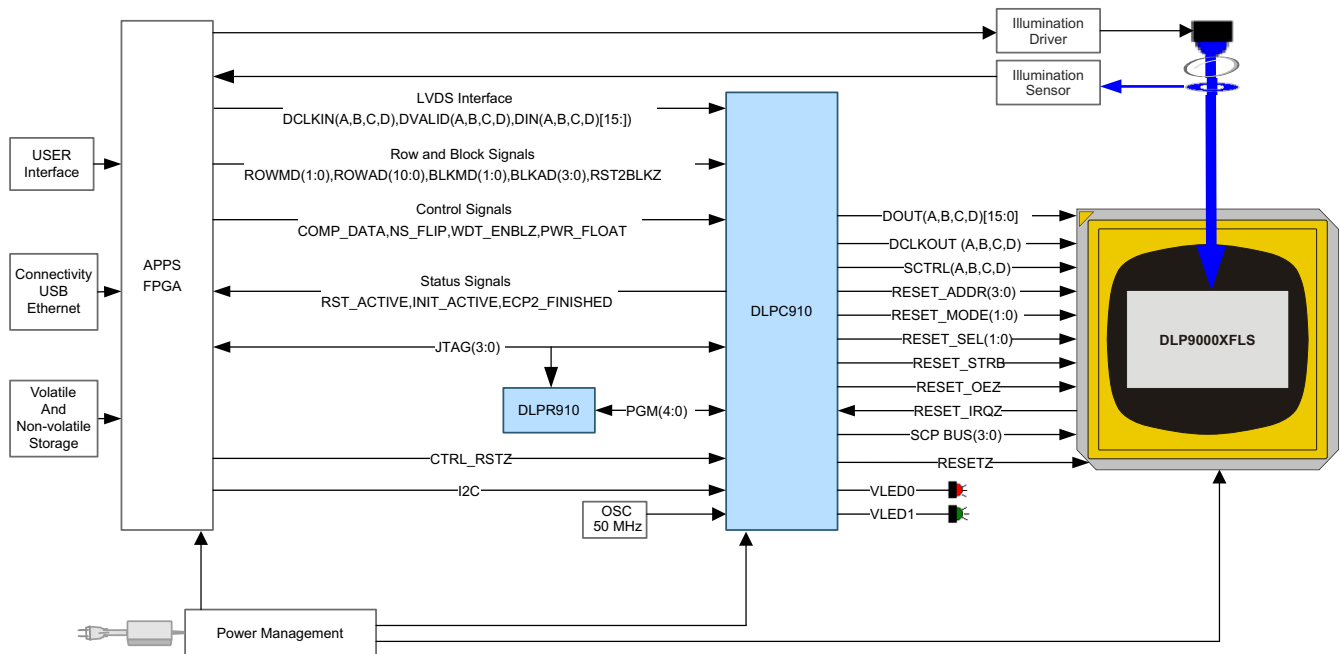 Illumination
Driver
Illumination
Sensor
LVDS Interface
DCLKIN(A,B,C,D),DVALID(A,B,C,D),DIN(A,B,C,D)[15:])
USER
Interface
Row and Block Signals
ROWMD(1:0),ROWAD(10:0),BLKMD(1:0),BLKAD(3:0),RST2BLKZ
Control Signals
COMP_DATA,NS_FLIP,WDT_ENBLZ,PWR_FLOAT
APPS
FPGA
Connectivity
USB
Ethernet
Status Signals
RST_ACTIVE,INIT_ACTIVE,ECP2_FINISHED
DLPC910
JTAG(3:0)
DLPR910
PGM(4:0)
Volatile
And
Non-volatile
Storage
CTRL_RSTZ
I2C
OSC
50 MHz
DOUT(A,B,C,D)[15:0]
DCLKOUT (A,B,C,D)
SCTRL(A,B,C,D)
RESET_ADDR(3:0)
RESET_MODE(1:0)
RESET_SEL(1:0)
RESET_STRB
RESET_OEZ
RESET_IRQZ
SCP BUS(3:0)
RESETZ
VLED0
VLED1
DLP9000XFLS
Power Management